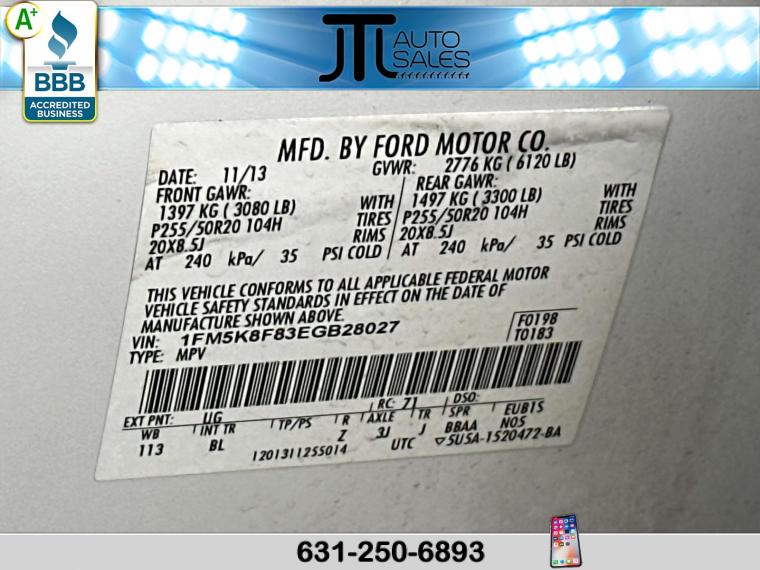 A+
BBB
ACCREDITED
BUSINESS
JTL AUTO
SALES
MFD. BY FORD MOTOR CO.
DATE: 11/13 GVWR: 2776 KG ( 6120 LB)
FRONT GAWR: REAR GAWR:
1397 KG ( 3080 LB) WITH 1497 KG ( 3300 LB) WITH
P255/50R20 104H TIRES P255/50R20 104H TIRES
20X8.5J RIMS 20X8.5J RIMS
AT 240 kPa/ 35 PSI COLD AT 240 kPa/ 35 PSI COLD
THIS VEHICLE CONFORMS TO ALL APPLICABLE FEDERAL MOTOR
VEHICLE SAFETY STANDARDS IN EFFECT ON THE DATE OF
MANUFACTURE SHOWN ABOVE.
VIN: 1FM5K8F83EGB28027 F0198
TYPE: MPV T0183
EXT PNT: UG RC: 71 DSO:
WB INT TR TP/PS R AXLE TR SPR EUB1S
113 BL Z 3J J BBAA N05
1201311255014 UTC ▽5U5A-1520472-BA
631-250-6893